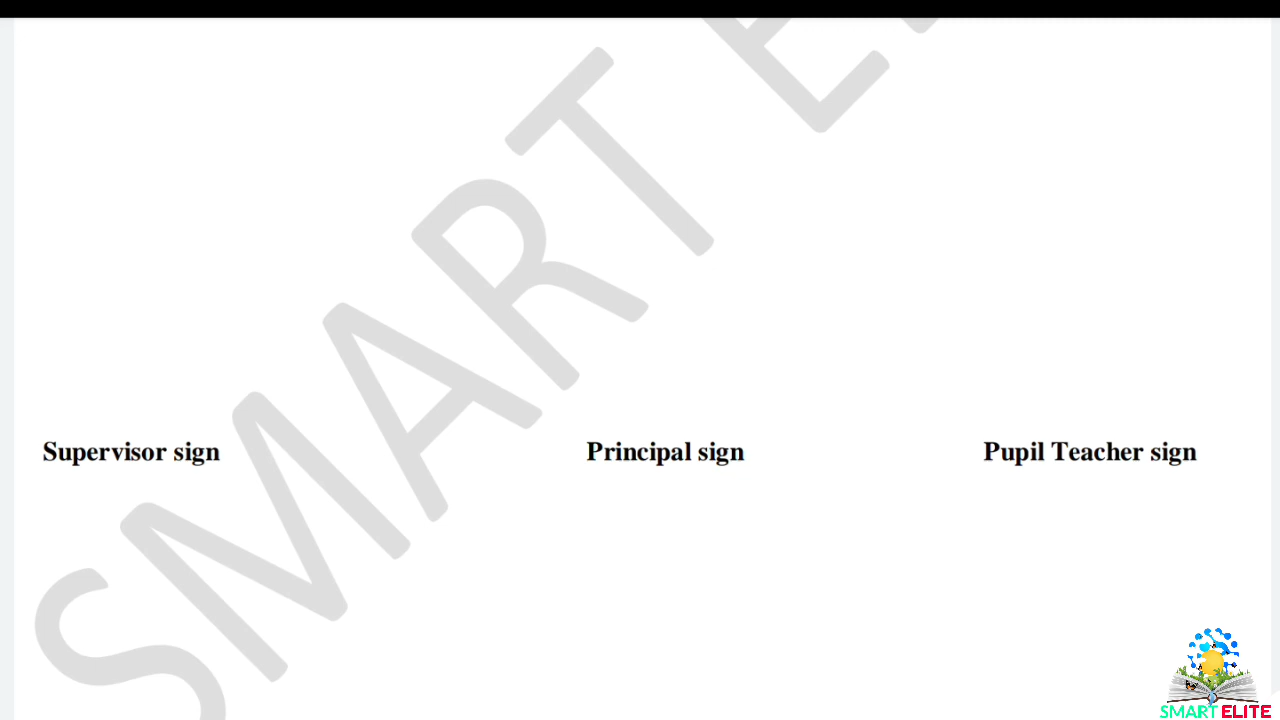 SMART E
Supervisor sign Principal sign Pupil Teacher sign
SMART ELITE